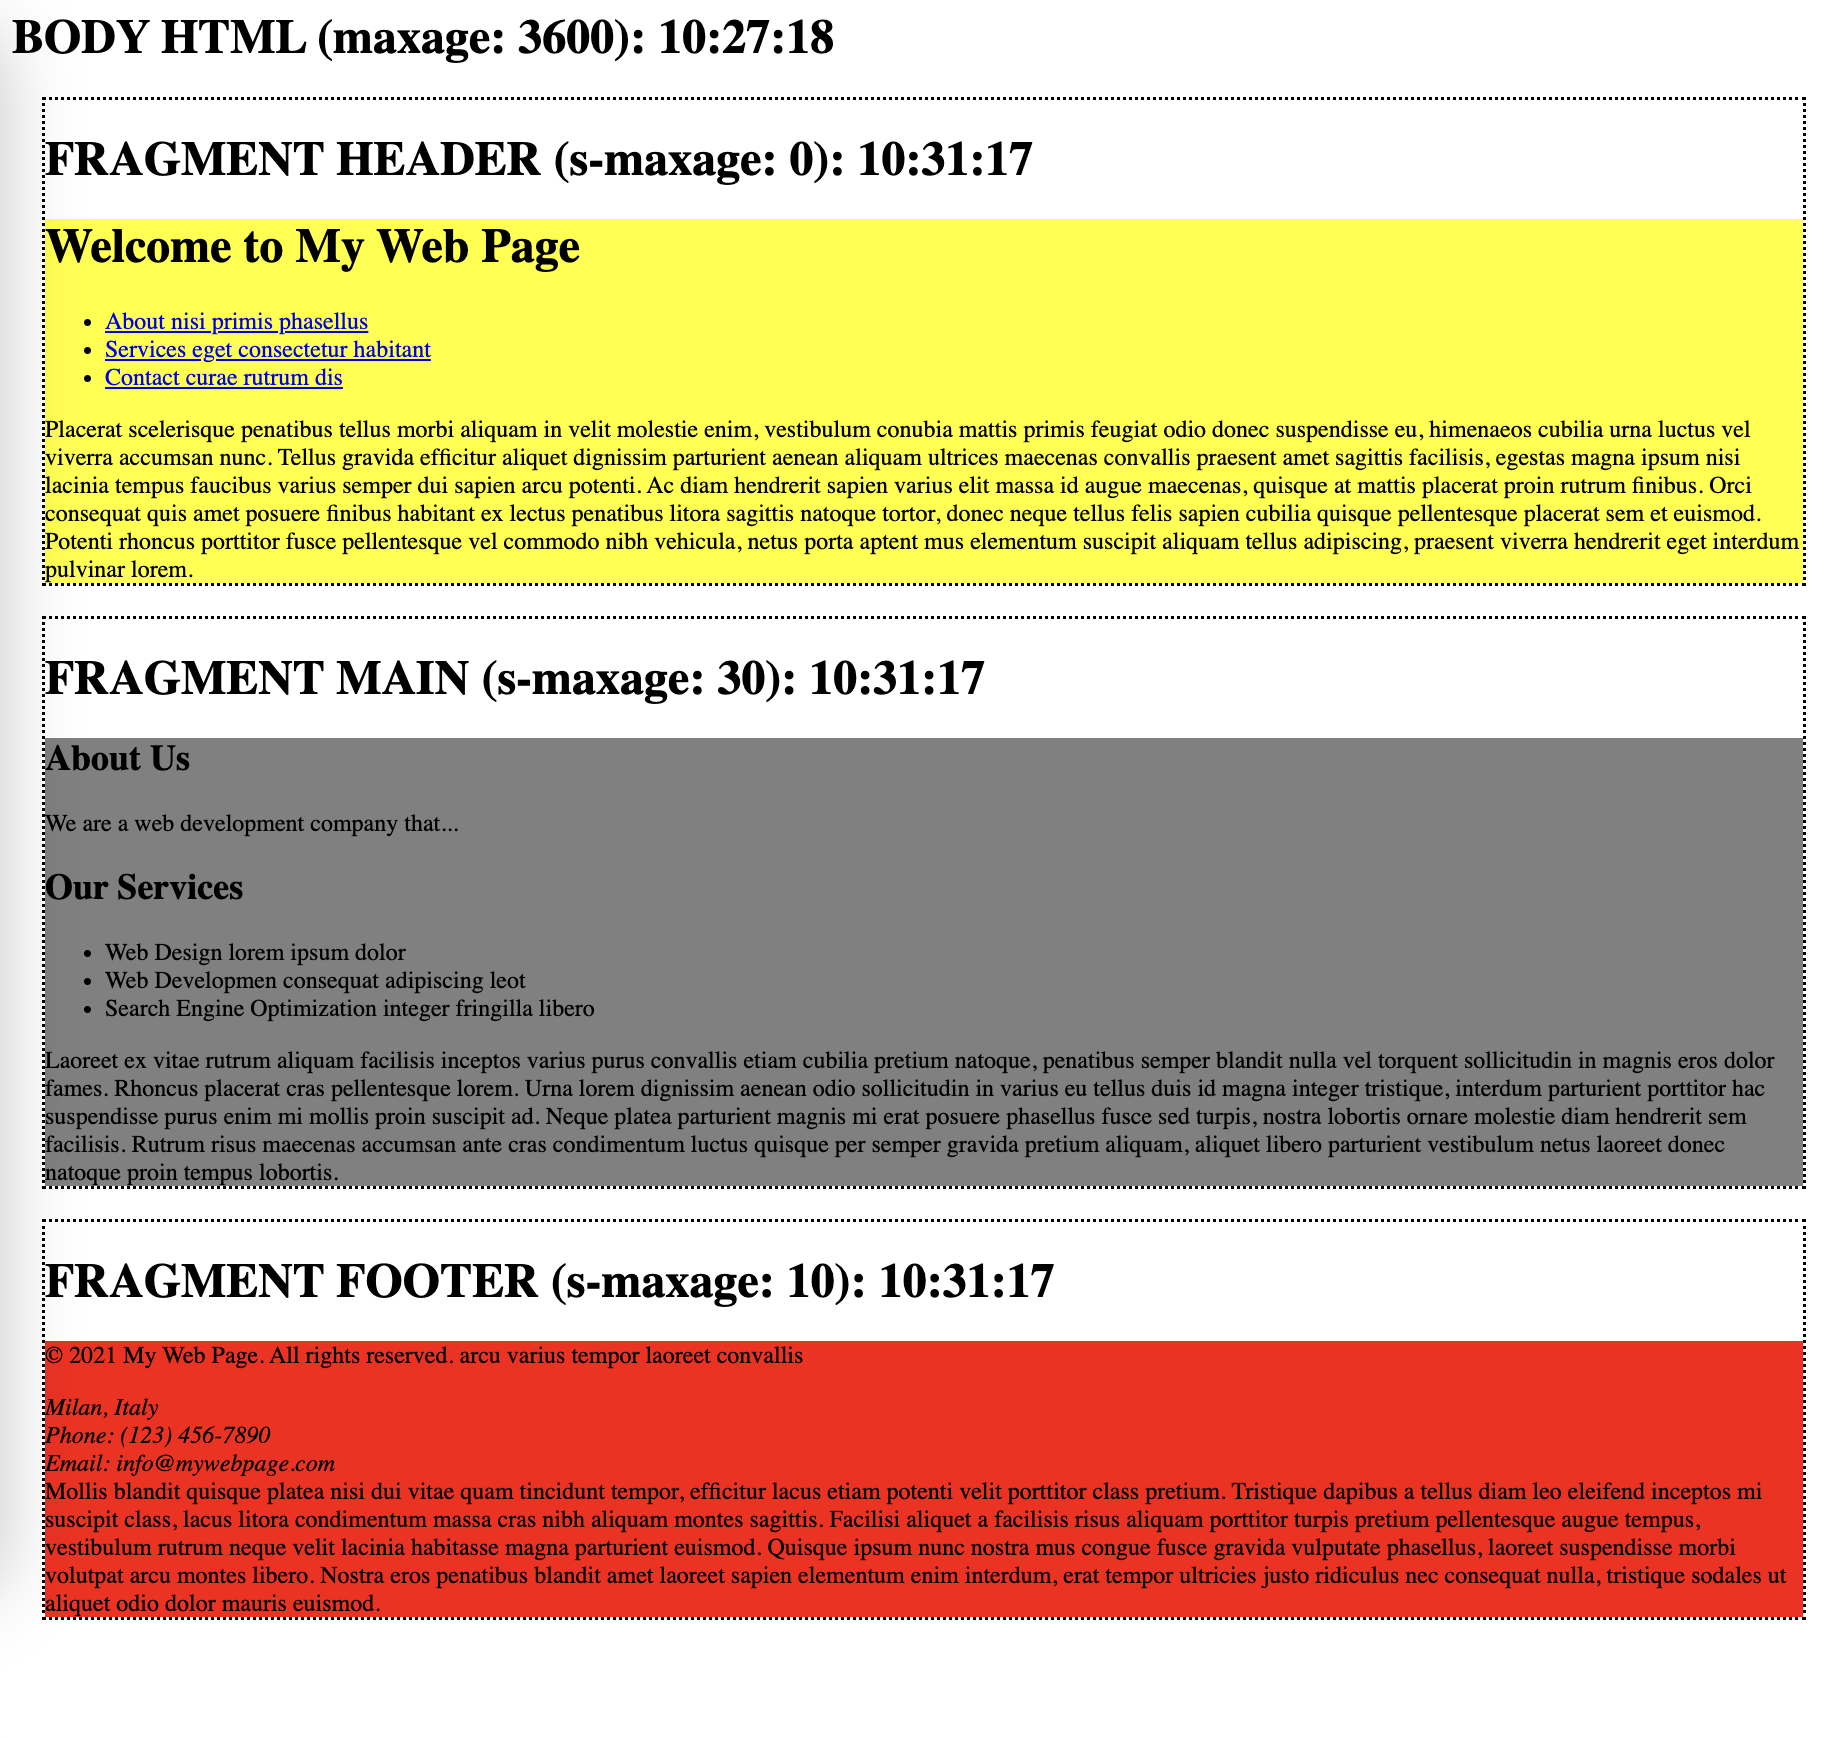 BODY HTML (maxage: 3600): 10:27:18
FRAGMENT HEADER (s-maxage: 0): 10:31:17
Welcome to My Web Page
• About nisi primis phasellus
• Services eget consectetur habitant
• Contact curae rutrum dis
Placerat scelerisque penatibus tellus morbi aliquam in velit molestie enim, vestibulum conubia mattis primis feugiat odio donec suspendisse eu, himenaeos cubilia urna luctus vel
viverra accumsan nunc. Tellus gravida efficitur aliquet dignissim parturient aenean aliquam ultrices maecenas convallis praesent amet sagittis facilisis, egestas magna ipsum nisi
lacinia tempus faucibus varius semper dui sapien arcu potenti. Ac diam hendrerit sapien varius elit massa id augue maecenas, quisque at mattis placerat proin rutrum finibus. Orci
consequat quis amet posuere finibus habitant ex lectus penatibus litora sagittis natoque tortor, donec neque tellus felis sapien cubilia quisque pellentesque placerat sem et euismod.
Potenti rhoncus porttitor fusce pellentesque vel commodo nibh vehicula, netus porta aptent mus elementum suscipit aliquam tellus adipiscing, praesent viverra hendrerit eget interdum
pulvinar lorem.
FRAGMENT MAIN (s-maxage: 30): 10:31:17
About Us
We are a web development company that...
Our Services
• Web Design lorem ipsum dolor
• Web Developmen consequat adipiscing leot
• Search Engine Optimization integer fringilla libero
Laoreet ex vitae rutrum aliquam facilisis inceptos varius purus convallis etiam cubilia pretium natoque, penatibus semper blandit nulla vel torquent sollicitudin in magnis eros dolor
fames. Rhoncus placerat cras pellentesque lorem. Urna lorem dignissim aenean odio sollicitudin in varius eu tellus duis id magna integer tristique, interdum parturient porttitor hac
suspendisse purus enim mi mollis proin suscipit ad. Neque platea parturient magnis mi erat posuere phasellus fusce sed turpis, nostra lobortis ornare molestie diam hendrerit sem
facilisis. Rutrum risus maecenas accumsan ante cras condimentum luctus quisque per semper gravida pretium aliquam, aliquet libero parturient vestibulum netus laoreet donec
natoque proin tempus lobortis.
FRAGMENT FOOTER (s-maxage: 10): 10:31:17
© 2021 My Web Page. All rights reserved. arcu varius tempor laoreet convallis
Milan, Italy
Phone: (123) 456-7890
Email: info@mywebpage.com
Mollis blandit quisque platea nisi dui vitae quam tincidunt tempor, efficitur lacus etiam potenti velit porttitor class pretium. Tristique dapibus a tellus diam leo eleifend inceptos mi
suscipit class, lacus litora condimentum massa cras nibh aliquam montes sagittis. Facilisi aliquet a facilisis risus aliquam porttitor turpis pretium pellentesque augue tempus,
vestibulum rutrum neque velit lacinia habitasse magna parturient euismod. Quisque ipsum nunc nostra mus congue fusce gravida vulputate phasellus, laoreet suspendisse morbi
volutpat arcu montes libero. Nostra eros penatibus blandit amet laoreet sapien elementum enim interdum, erat tempor ultricies justo ridiculus nec consequat nulla, tristique sodales ut
aliquet odio dolor mauris euismod.